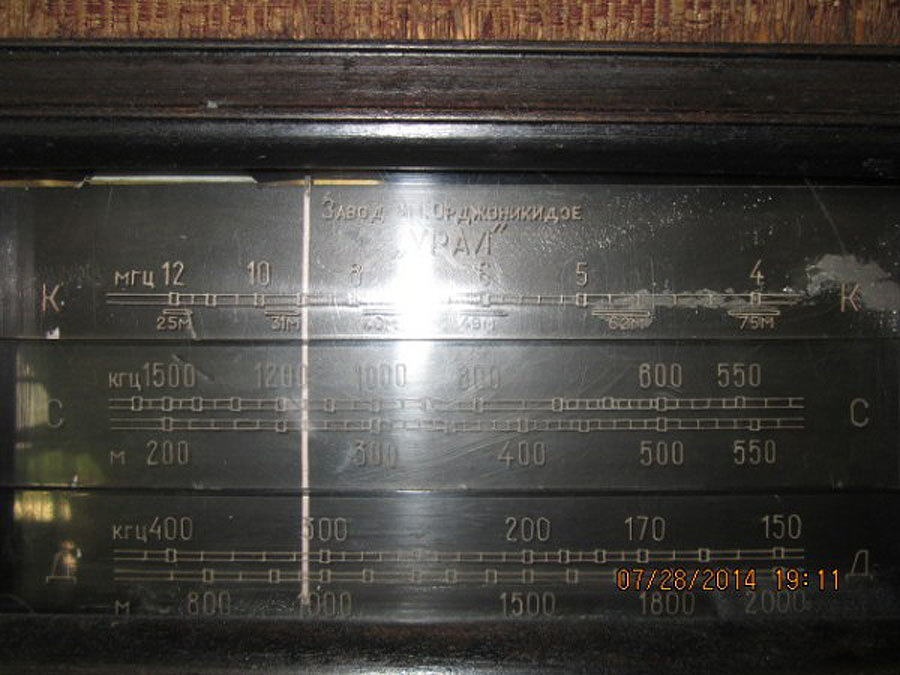 Завод им. Орджоникидзе
"УРАЛ"
мгц 12 10 8 6 5 4
К К
25м 31м 49м 62м 75м
кгц 1500 1200 1000 800 600 550
С С
м 200 300 400 500 550
кгц 400 300 200 170 150
Д Д
м 800 1000 1500 1800 2000
07/28/2014 19:11